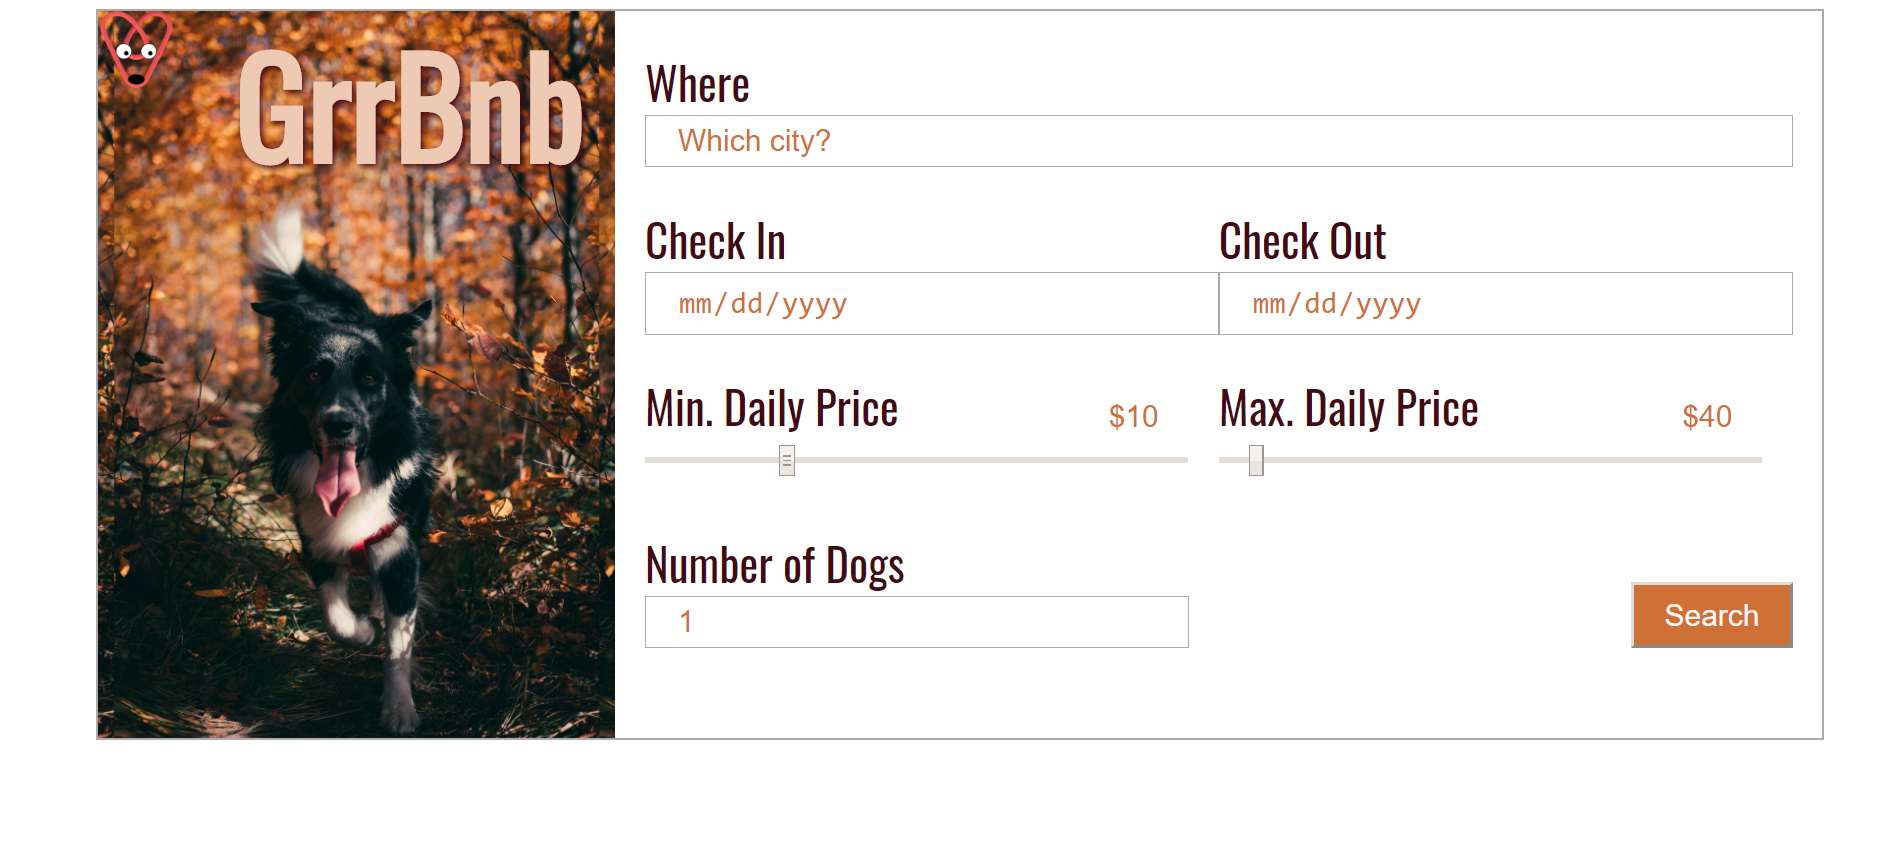 GrrBnb
Where
Which city?
Check In
Check Out
mm/dd/yyyy
mm/dd/yyyy
Min. Daily Price
$10
Max. Daily Price
$40
Number of Dogs
1
Search